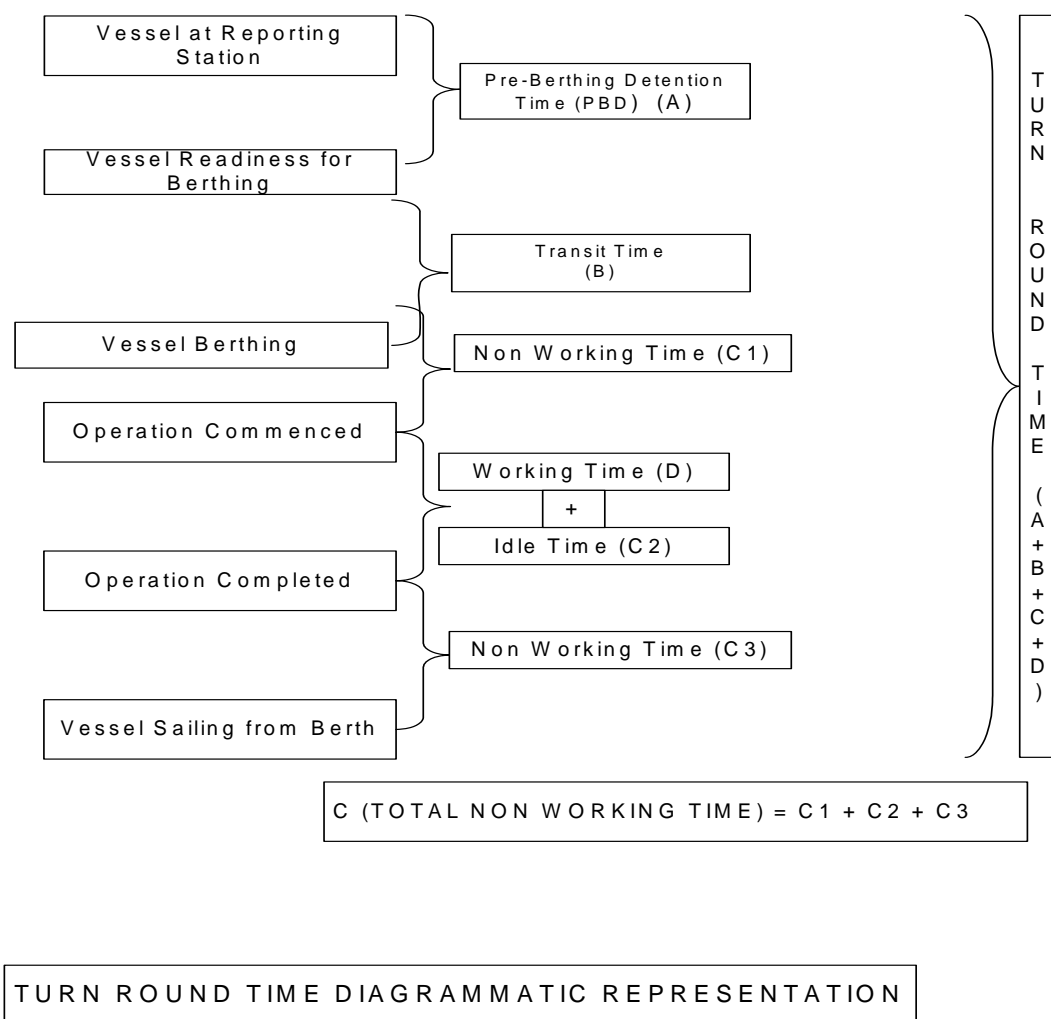 Vessel at Reporting
Station
Pre-Berthing Detention
Time (PBD) (A)
Vessel Readiness for
Berthing
Transit Time
(B)
Vessel Berthing
Non Working Time (C1)
Operation Commenced
Working Time (D)
+
Idle Time (C2)
Operation Completed
Non Working Time (C3)
Vessel Sailing from Berth
TURN ROUND TIME (A+B+C+D)
C (TOTAL NON WORKING TIME) = C1 + C2 + C3
TURN ROUND TIME DIAGRAMMATIC REPRESENTATION